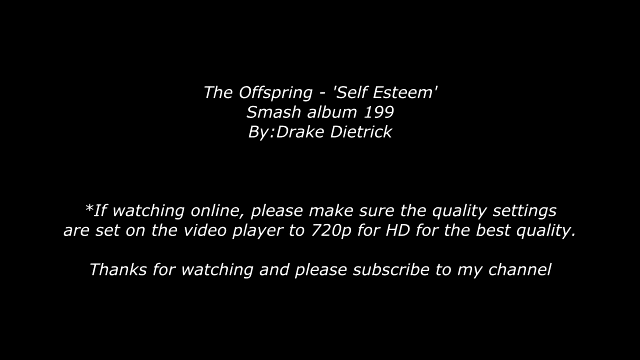 The Offspring - 'Self Esteem'
Smash album 199
By:Drake Dietrick
*If watching online, please make sure the quality settings
are set on the video player to 720p for HD for the best quality.
Thanks for watching and please subscribe to my channel